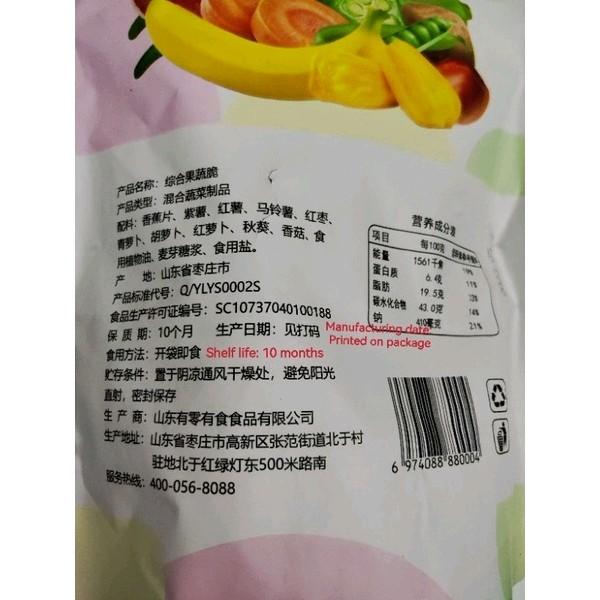 产品名称：综合果蔬脆
产品类型：混合蔬菜制品
配料：香蕉片、紫薯、红薯、马铃薯、红枣、
青萝卜、胡萝卜、红萝卜、秋葵、香菇、食
用植物油、麦芽糖浆、食用盐。
产 地：山东省枣庄市
产品标准代号：Q/YLYS0002S
食品生产许可证编号：SC10737040100188
保 质 期：10个月 生产日期：见打码
Manufacturing date:
Printed on package
食用方法：开袋即食 Shelf life: 10 months
贮存条件：置于阴凉通风干燥处，避免阳光
直射，密封保存
生 产 商：山东有零有食食品有限公司
生产地址：山东省枣庄市高新区张范街道北于村
驻地北于红绿灯东500米路南
服务热线：400-056-8088
营养成分表
项目 每100克
能量 1561千焦 19%
蛋白质 6.4克 11%
脂肪 19.5克
碳水化合物 43.0克 14%
钠 410毫克 21%
6 974088 880004